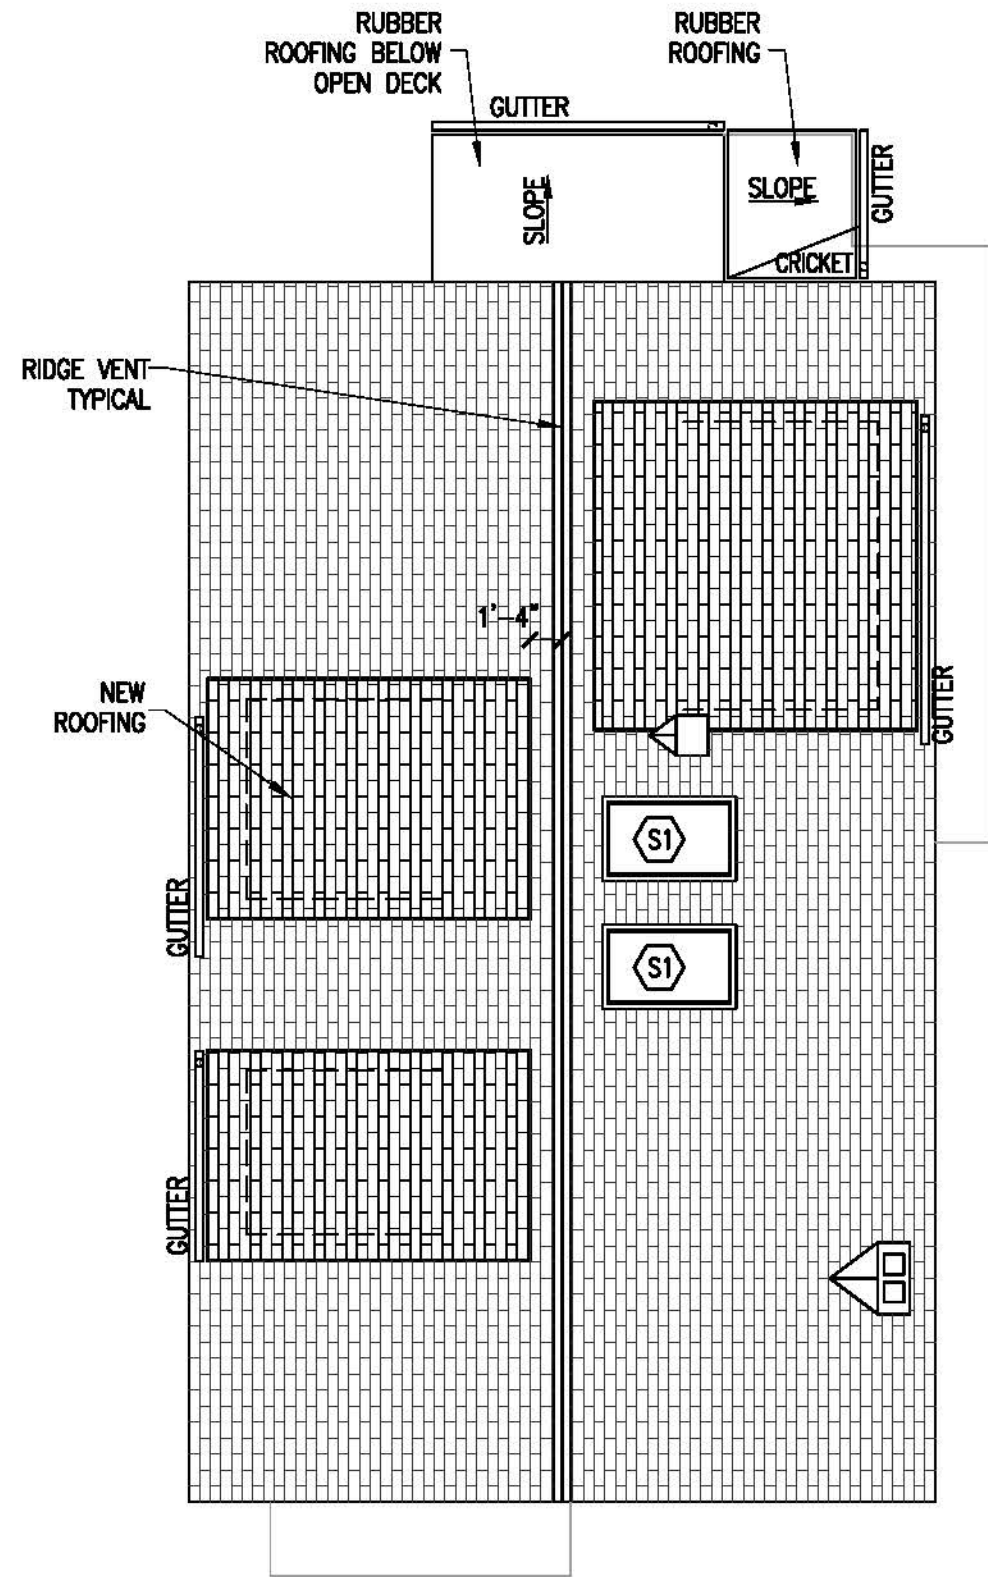 RUBBER
ROOFING BELOW
OPEN DECK
RUBBER
ROOFING
GUTTER
GUTTER
SLOPE
SLOPE
CRICKET
RIDGE VENT
TYPICAL
1'-4"
NEW
ROOFING
GUTTER
S1
GUTTER
S1
GUTTER